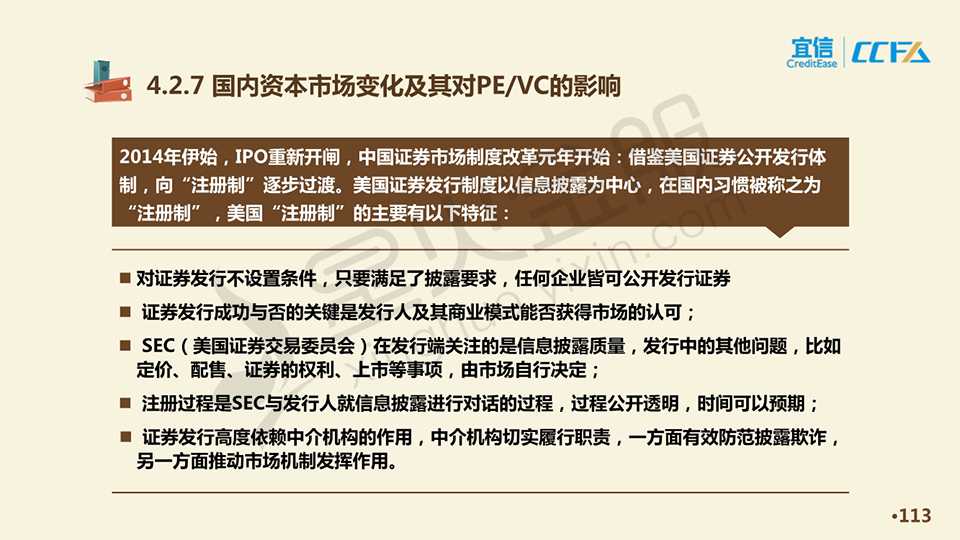 宜信
CreditEase
CCFA
4.2.7 国内资本市场变化及其对PE/VC的影响
2014年伊始，IPO重新开闸，中国证券市场制度改革元年开始：借鉴美国证券公开发行体
制，向“注册制”逐步过渡。美国证券发行制度以信息披露为中心，在国内习惯被称之为
“注册制”，美国“注册制”的主要有以下特征：
■ 对证券发行不设置条件，只要满足了披露要求，任何企业皆可公开发行证券
■ 证券发行成功与否的关键是发行人及其商业模式能否获得市场的认可；
■ SEC（美国证券交易委员会）在发行端关注的是信息披露质量，发行中的其他问题，比如
定价、配售、证券的权利、上市等事项，由市场自行决定；
■ 注册过程是SEC与发行人就信息披露进行对话的过程，过程公开透明，时间可以预期；
■ 证券发行高度依赖中介机构的作用，中介机构切实履行职责，一方面有效防范披露欺诈，
另一方面推动市场机制发挥作用。
星火金服
xinghuo.yixin.com
•113